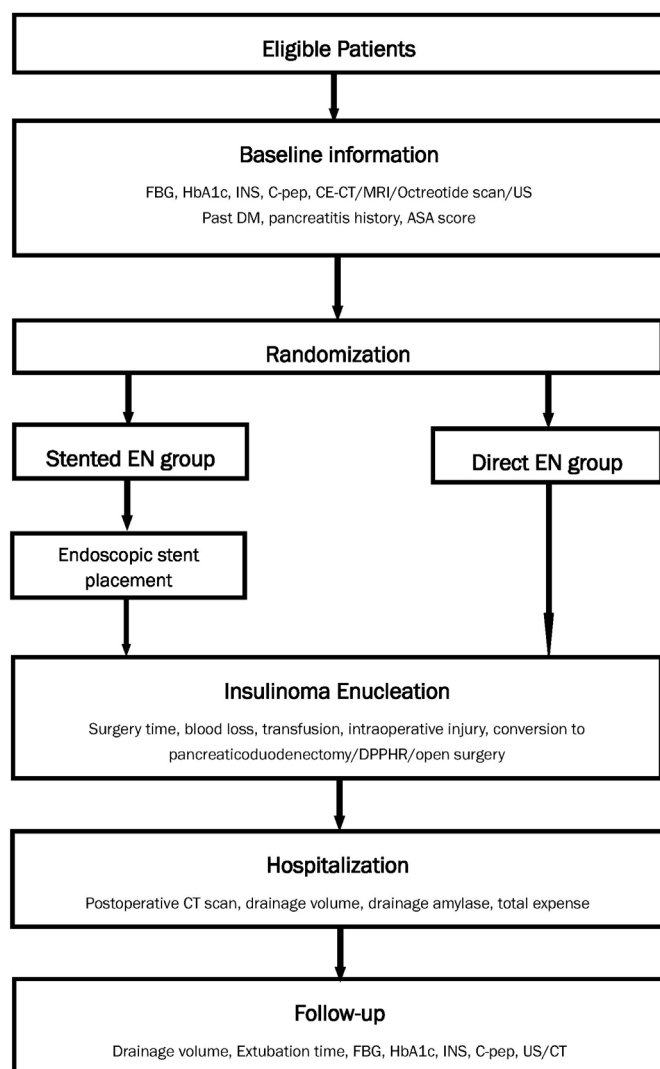 Eligible Patients
Baseline information
FBG, HbA1c, INS, C-pep, CE-CT/MRI/Octreotide scan/US
Past DM, pancreatitis history, ASA score
Randomization
Stented EN group
Direct EN group
Endoscopic stent
placement
Insulinoma Enucleation
Surgery time, blood loss, transfusion, intraoperative injury, conversion to
pancreaticoduodenectomy/DPPHR/open surgery
Hospitalization
Postoperative CT scan, drainage volume, drainage amylase, total expense
Follow-up
Drainage volume, Extubation time, FBG, HbA1c, INS, C-pep, US/CT